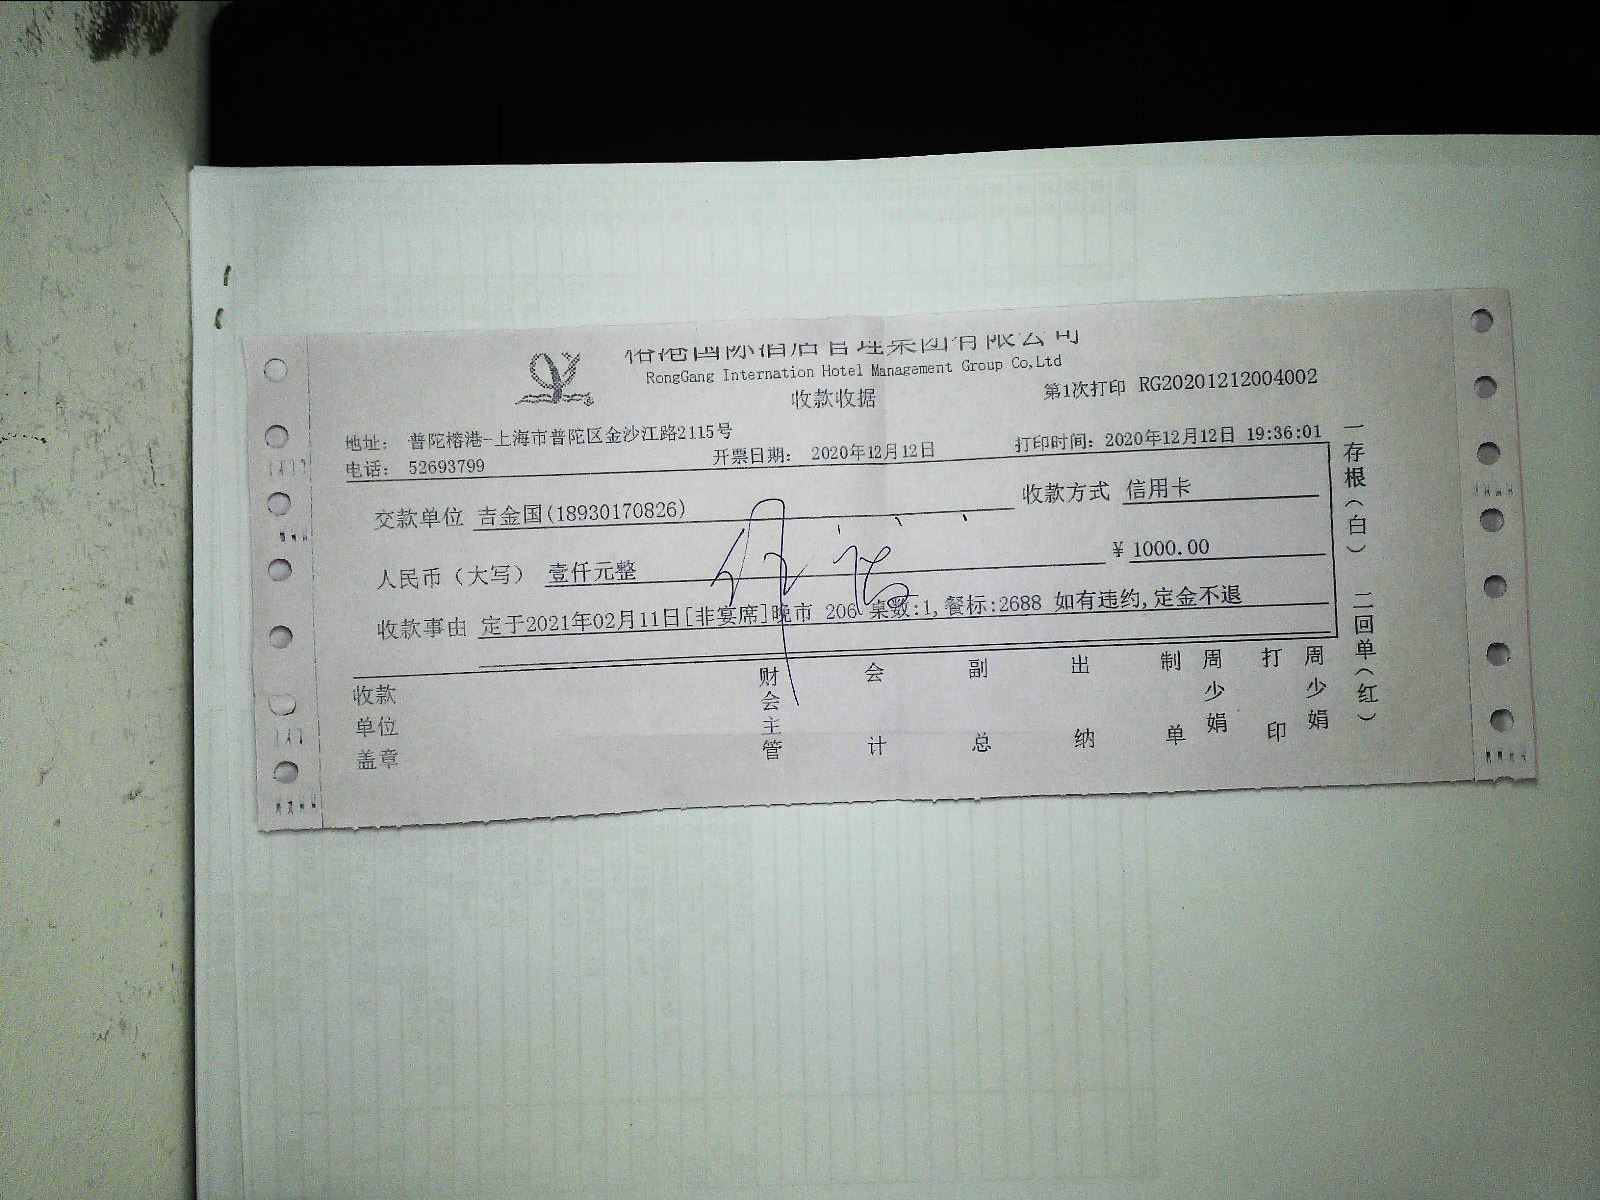 榕港国际酒店管理集团有限公司
RongGang Internation Hotel Management Group Co,Ltd
收款收据
第1次打印 RG20201212004002
地址： 普陀榕港-上海市普陀区金沙江路2115号
电话： 52693799 开票日期： 2020年12月12日 打印时间：2020年12月12日 19:36:01
交款单位 吉金国(18930170826) 收款方式 信用卡
人民币（大写） 壹仟元整 ¥ 1000.00
收款事由 定于2021年02月11日[非宴席]晚市 206 桌数:1,餐标:2688 如有违约,定金不退
收款单位盖章 财会主管 会计 副总 出纳 制单 周少娟 打印 周少娟
一存根（白） 二回单（红）